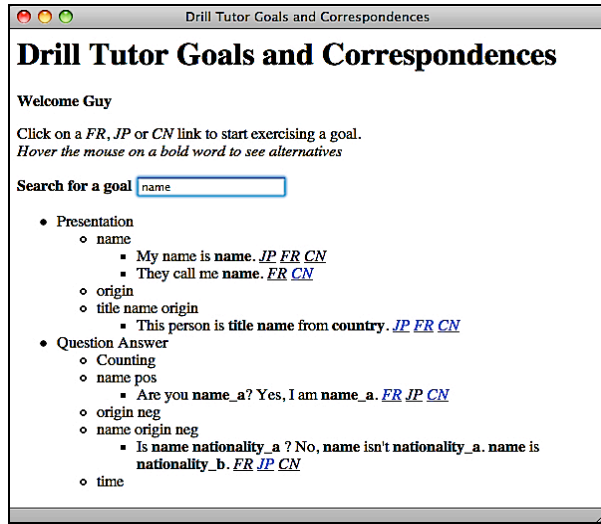 Drill Tutor Goals and Correspondences
Drill Tutor Goals and Correspondences
Welcome Guy
Click on a FR, JP or CN link to start exercising a goal.
Hover the mouse on a bold word to see alternatives
Search for a goal name
Presentation
name
My name is name. JP FR CN
They call me name. FR CN
origin
title name origin
This person is title name from country. JP FR CN
Question Answer
Counting
name pos
Are you name_a? Yes, I am name_a. FR JP CN
origin neg
name origin neg
Is name nationality_a ? No, name isn't nationality_a. name is
nationality_b. FR JP CN
time